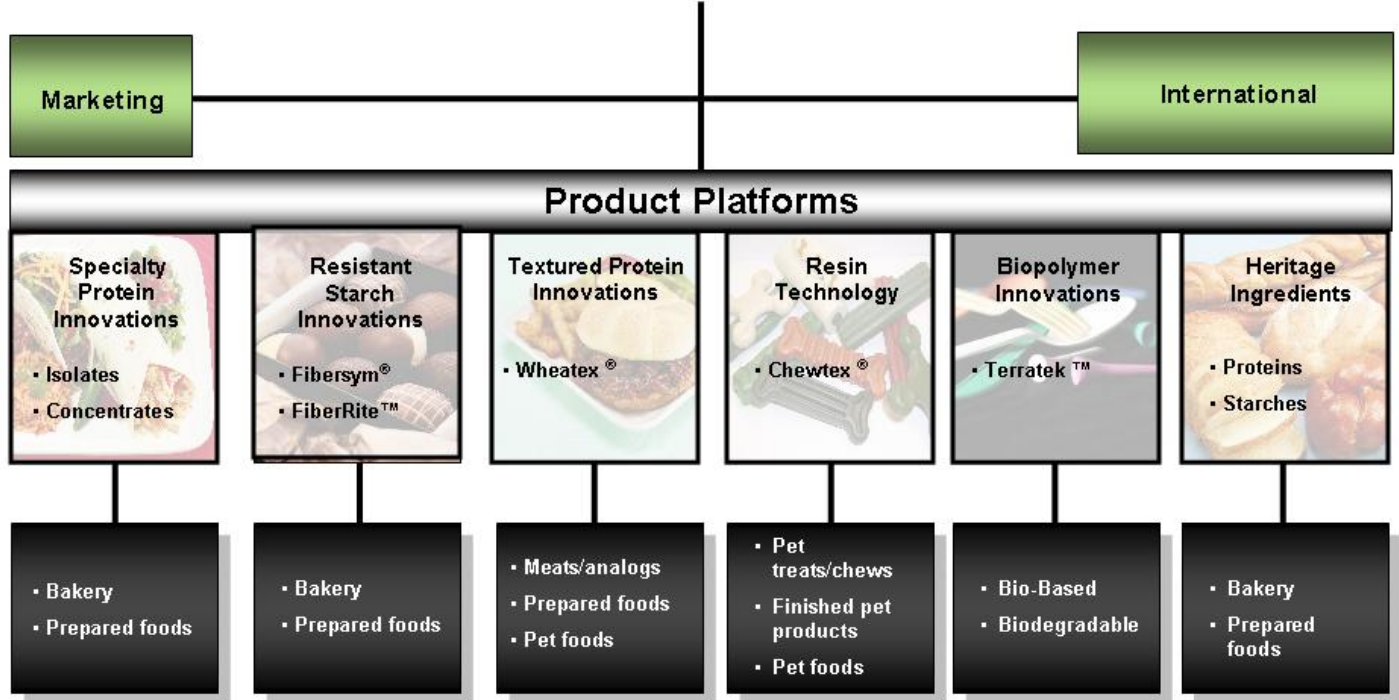 Marketing
International
Product Platforms
Specialty
Protein
Innovations
▪ Isolates
▪ Concentrates
Resistant
Starch
Innovations
▪ Fibersym®
▪ FiberRite™
Textured Protein
Innovations
▪ Wheatex ®
Resin
Technology
▪ Chewtex ®
Biopolymer
Innovations
▪ Terratek ™
Heritage
Ingredients
▪ Proteins
▪ Starches
▪ Bakery
▪ Prepared foods
▪ Bakery
▪ Prepared foods
▪ Meats/analogs
▪ Prepared foods
▪ Pet foods
▪ Pet
treats/chews
▪ Finished pet
products
▪ Pet foods
▪ Bio-Based
▪ Biodegradable
▪ Bakery
▪ Prepared
foods